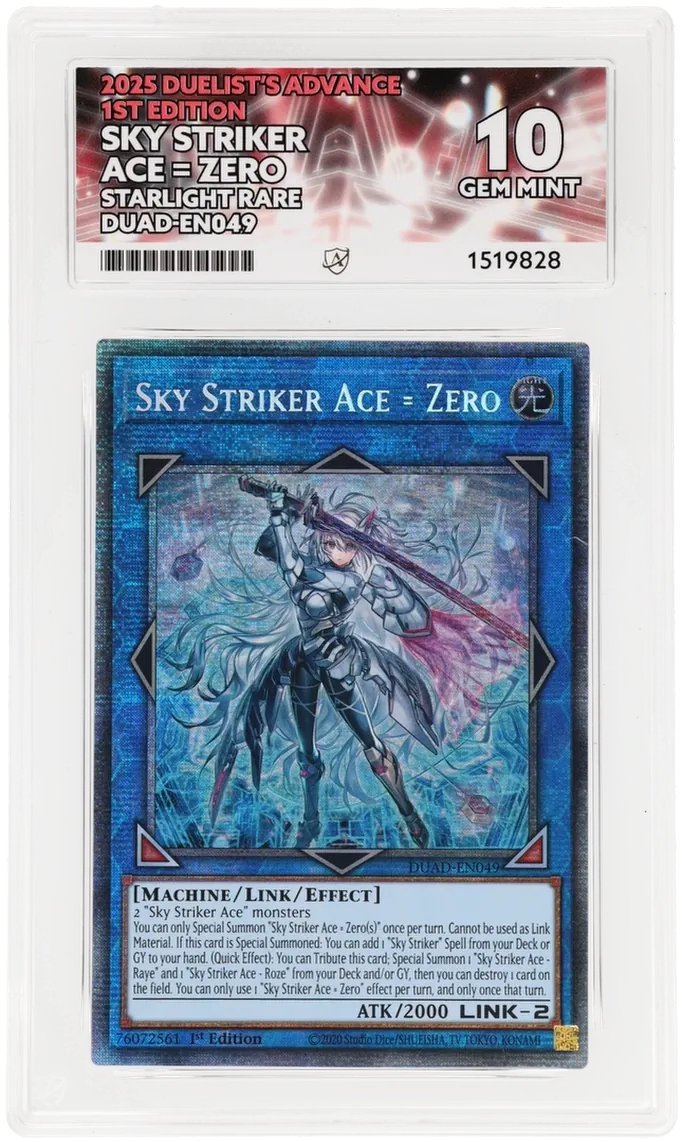 2025 DUELIST'S ADVANCE
1ST EDITION
SKY STRIKER
ACE = ZERO
STARLIGHT RARE
DUAD-EN049
10
GEM MINT
1519828
SKY STRIKER ACE = ZERO
LIGHT
光
DUAD-EN049
[MACHINE/LINK/EFFECT]
2 "Sky Striker Ace" monsters
You can only Special Summon "Sky Striker Ace = Zero(s)" once per turn. Cannot be used as Link
Material. If this card is Special Summoned: You can add 1 "Sky Striker" Spell from your Deck or
GY to your hand. (Quick Effect): You can Tribute this card; Special Summon 1 "Sky Striker Ace -
Raye" and 1 "Sky Striker Ace - Roze" from your Deck and/or GY, then you can destroy 1 card on
the field. You can only use 1 "Sky Striker Ace = Zero" effect per turn, and only once that turn.
ATK/2000 LINK-2
76072561 1st Edition ©2020 Studio Dice/SHUEISHA, TV TOKYO, KONAMI